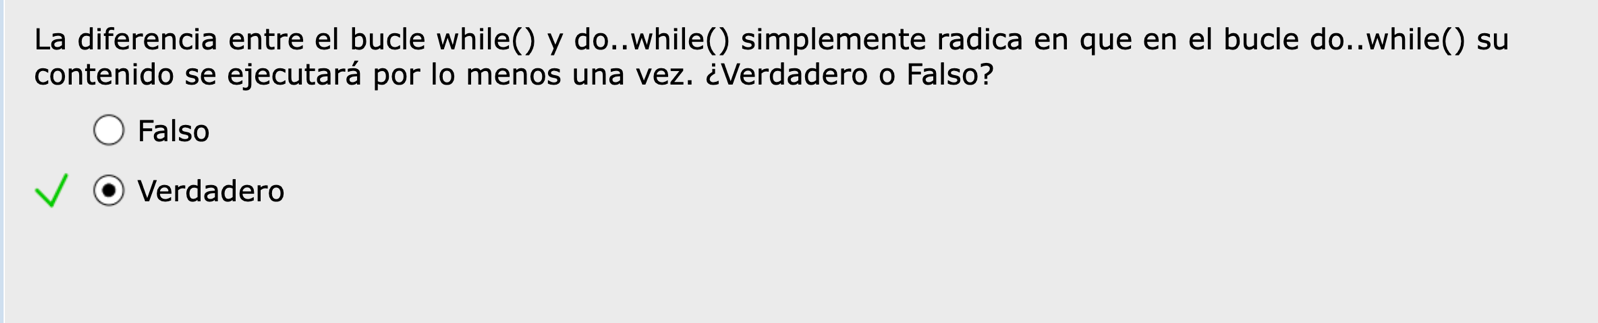 La diferencia entre el bucle while() y do..while() simplemente radica en que en el bucle do..while() su
contenido se ejecutará por lo menos una vez. ¿Verdadero o Falso?
Falso
Verdadero